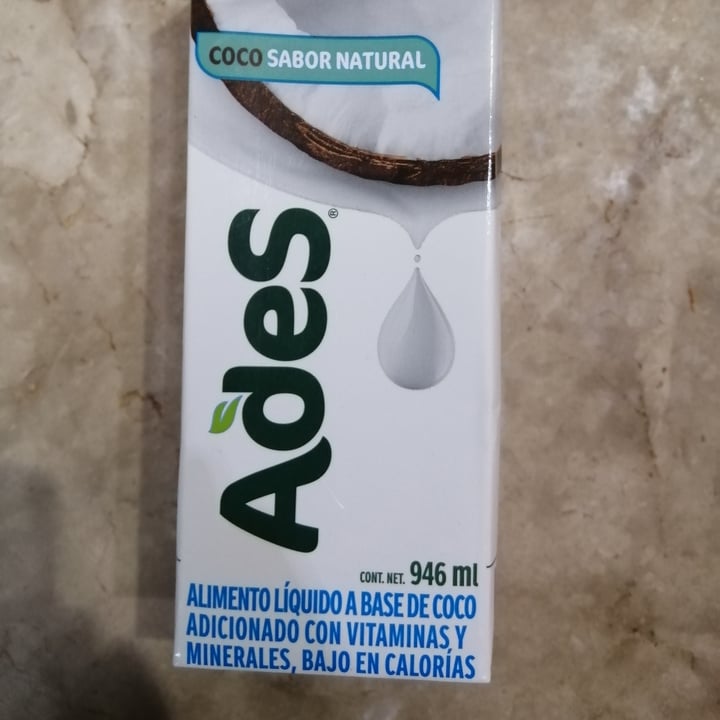 COCO SABOR NATURAL
AdeS®
CONT. NET. 946 ml
ALIMENTO LÍQUIDO A BASE DE COCO
ADICIONADO CON VITAMINAS Y
MINERALES, BAJO EN CALORÍAS